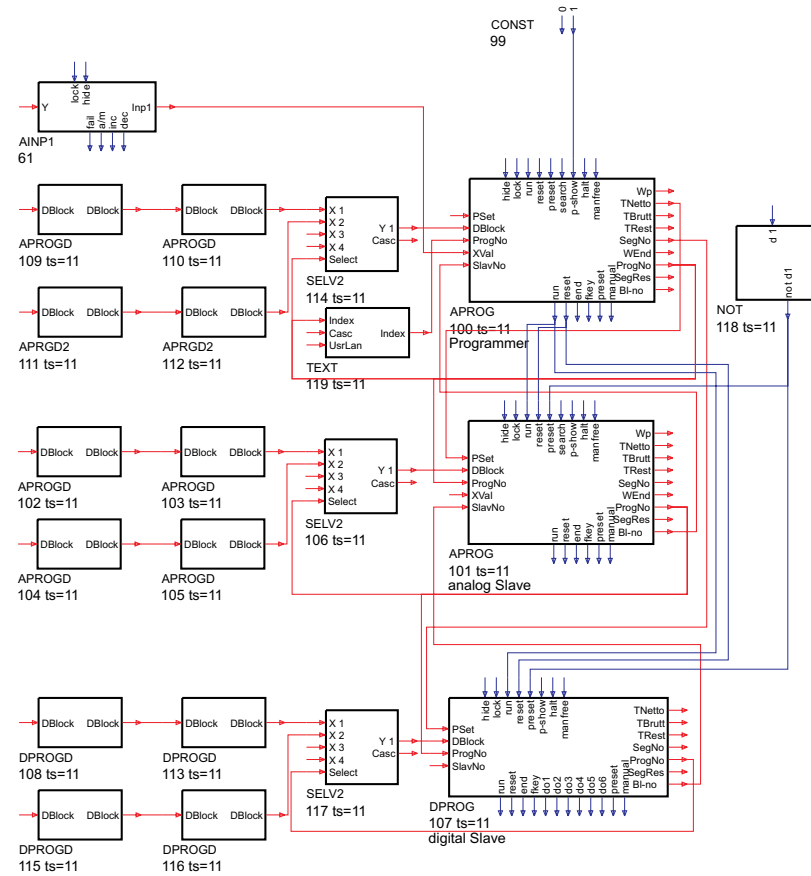 0
1
CONST
99
lock
hide
Y
Inp1
fail
a/m
inc
dec
AINP1
61
hide
lock
run
reset
preset
search
p-show
halt
manfree
PSet
DBlock
ProgNo
XVal
SlavNo
Wp
TNetto
TBrutt
TRest
SegNo
WEnd
ProgNo
SegRes
Bl-no
run
reset
end
fkey
preset
manual
APROG
100 ts=11
Programmer
d 1
not d1
NOT
118 ts=11
DBlock DBlock
APROGD
109 ts=11
DBlock DBlock
APROGD
110 ts=11
X 1
X 2
X 3
X 4
Select
Y 1
Casc
SELV2
114 ts=11
DBlock DBlock
APRGD2
111 ts=11
DBlock DBlock
APRGD2
112 ts=11
Index
Casc
UsrLan
Index
TEXT
119 ts=11
hide
lock
run
reset
preset
search
p-show
halt
manfree
PSet
DBlock
ProgNo
XVal
SlavNo
Wp
TNetto
TBrutt
TRest
SegNo
WEnd
ProgNo
SegRes
Bl-no
run
reset
end
fkey
preset
manual
APROG
101 ts=11
analog Slave
DBlock DBlock
APROGD
102 ts=11
DBlock DBlock
APROGD
103 ts=11
X 1
X 2
X 3
X 4
Select
Y 1
Casc
SELV2
106 ts=11
DBlock DBlock
APROGD
104 ts=11
DBlock DBlock
APROGD
105 ts=11
hide
lock
run
reset
preset
p-show
halt
manfree
PSet
DBlock
ProgNo
SlavNo
TNetto
TBrutt
TRest
SegNo
ProgNo
SegRes
Bl-no
run
reset
end
fkey
do1
do2
do3
do4
do5
do6
preset
manual
DPROG
107 ts=11
digital Slave
DBlock DBlock
DPROGD
108 ts=11
DBlock DBlock
DPROGD
113 ts=11
X 1
X 2
X 3
X 4
Select
Y 1
Casc
SELV2
117 ts=11
DBlock DBlock
DPROGD
115 ts=11
DBlock DBlock
DPROGD
116 ts=11